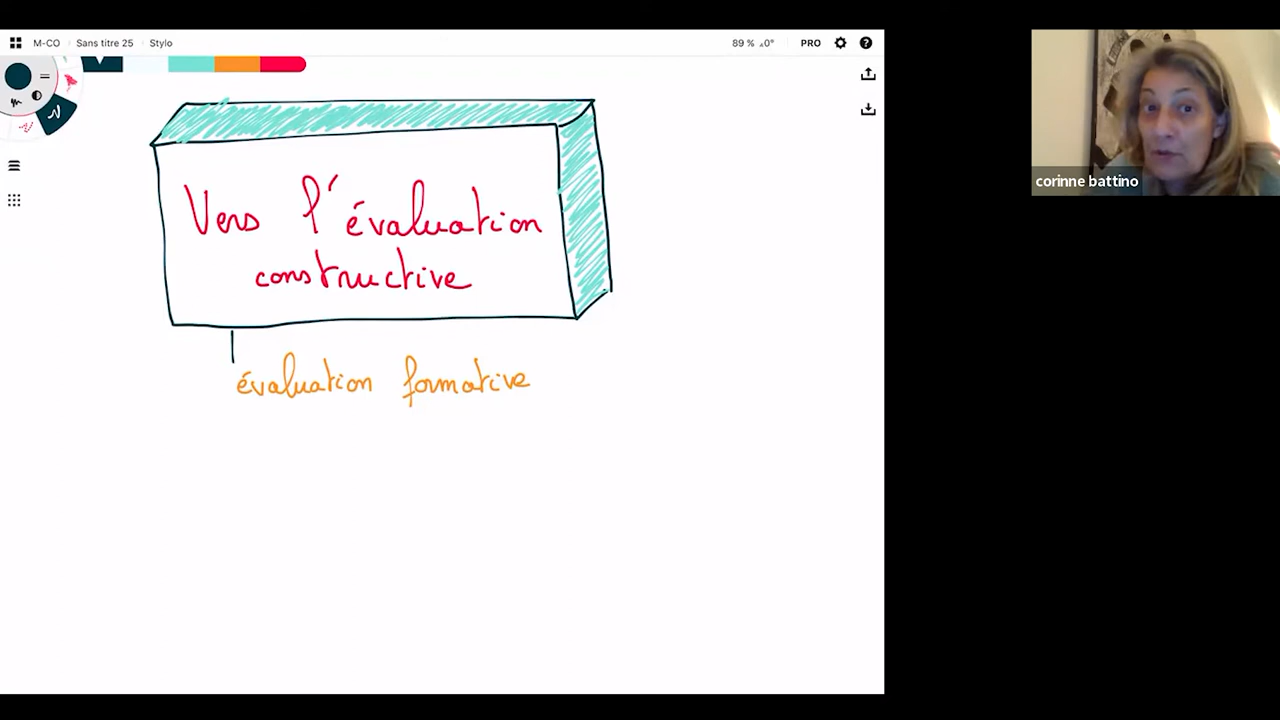 M-CO Sans titre 25 Stylo 89 % ⊿0° PRO
Vers l'évaluation
constructive
évaluation formative
corinne battino